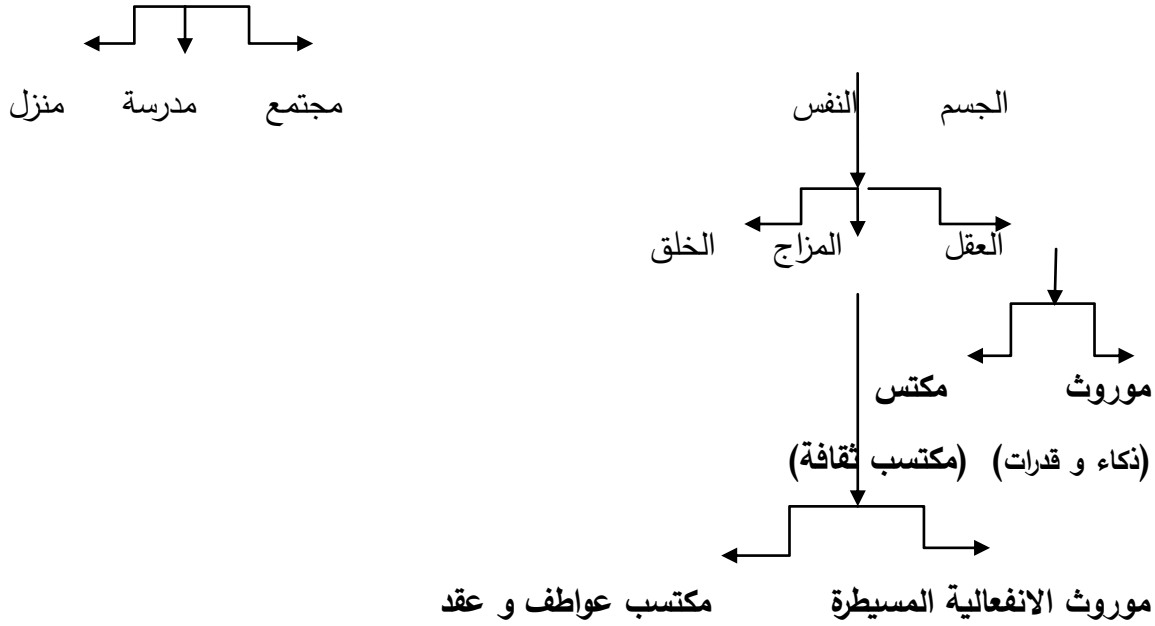 مجتمع مدرسة منزل
الجسم النفس
العقل المزاج الخلق
موروث مكتس
(ذكاء و قدرات) (مكتسب ثقافة)
موروث الانفعالية المسيطرة مكتسب عواطف و عقد